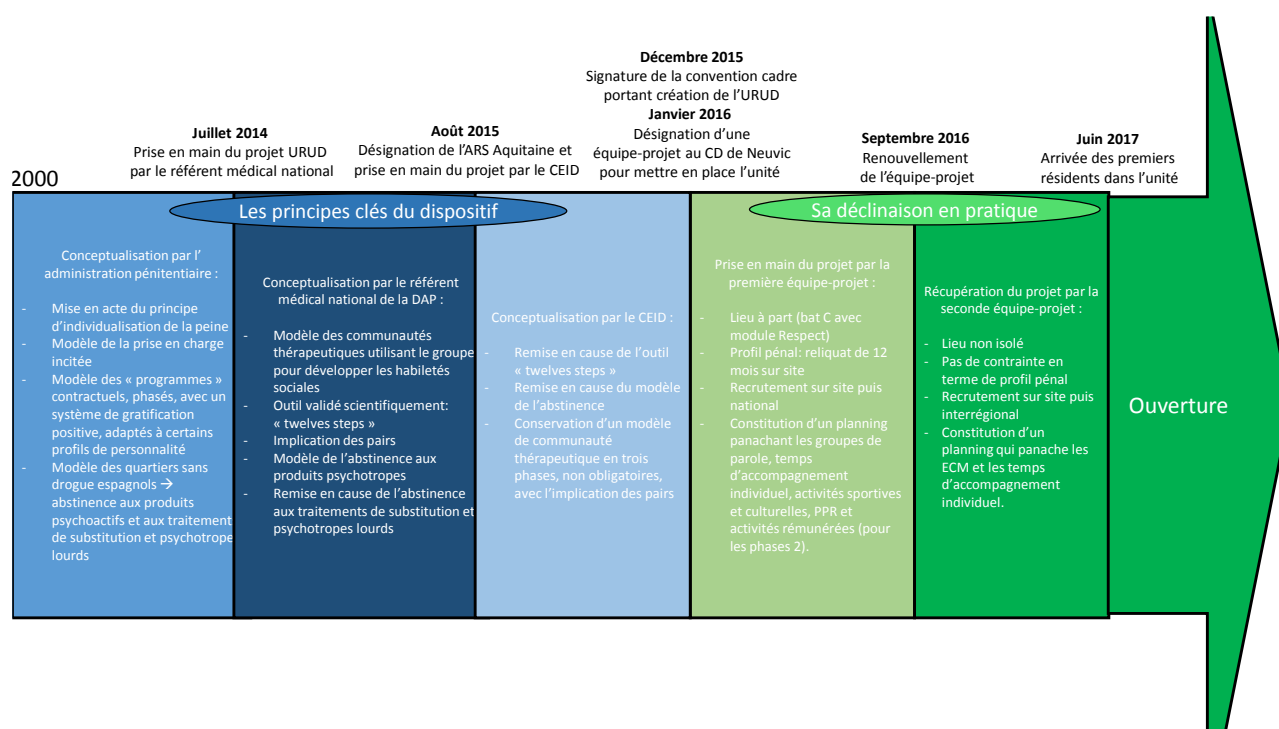 Décembre 2015
Signature de la convention cadre
portant création de l'URUD
Janvier 2016
Désignation d'une
équipe-projet au CD de Neuvic
pour mettre en place l'unité
Juillet 2014
Prise en main du projet URUD
par le référent médical national
Août 2015
Désignation de l'ARS Aquitaine et
prise en main du projet par le CEID
Septembre 2016
Renouvellement
de l'équipe-projet
Juin 2017
Arrivée des premiers
résidents dans l'unité
2000
Les principes clés du dispositif
Sa déclinaison en pratique
Conceptualisation par l'
administration pénitentiaire :
- Mise en acte du principe
d'individualisation de la peine
- Modèle de la prise en charge
incitée
- Modèle des « programmes »
contractuels, phasés, avec un
système de gratification
positive, adaptés à certains
profils de personnalité
- Modèle des quartiers sans
drogue espagnols →
abstinence aux produits
psychoactifs et aux traitement
de substitution et psychotrope
lourds
Conceptualisation par le référent
médical national de la DAP :
- Modèle des communautés
thérapeutiques utilisant le groupe
pour développer les habiletés
sociales
- Outil validé scientifiquement:
« twelves steps »
- Implication des pairs
- Modèle de l'abstinence aux
produits psychotropes
- Remise en cause de l'abstinence
aux traitements de substitution et
psychotropes lourds
Conceptualisation par le CEID :
- Remise en cause de l'outil
« twelves steps »
- Remise en cause du modèle
de l'abstinence
- Conservation d'un modèle
de communauté
thérapeutique en trois
phases, non obligatoires,
avec l'implication des pairs
Prise en main du projet par la
première équipe-projet :
- Lieu à part (bat C avec
module Respect)
- Profil pénal: reliquat de 12
mois sur site
- Recrutement sur site puis
national
- Constitution d'un planning
panachant les groupes de
parole, temps
d'accompagnement
individuel, activités sportives
et culturelles, PPR et
activités rémunérées (pour
les phases 2).
Récupération du projet par la
seconde équipe-projet :
- Lieu non isolé
- Pas de contrainte en
terme de profil pénal
- Recrutement sur site puis
interrégional
- Constitution d'un
planning qui panache les
ECM et les temps
d'accompagnement
individuel.
Ouverture